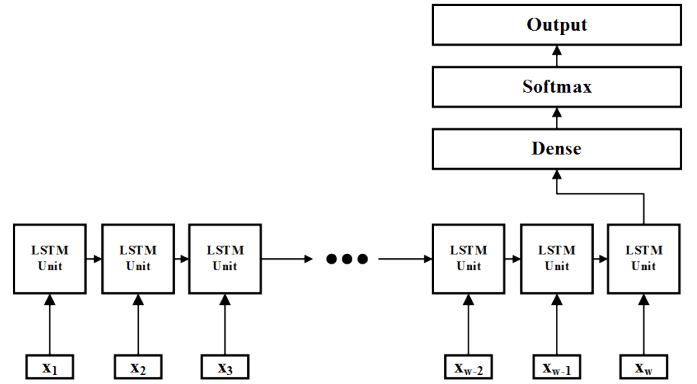 Output
Softmax
Dense
LSTM
Unit
LSTM
Unit
LSTM
Unit
LSTM
Unit
LSTM
Unit
LSTM
Unit
x1
x2
x3
xw-2
xw-1
xw